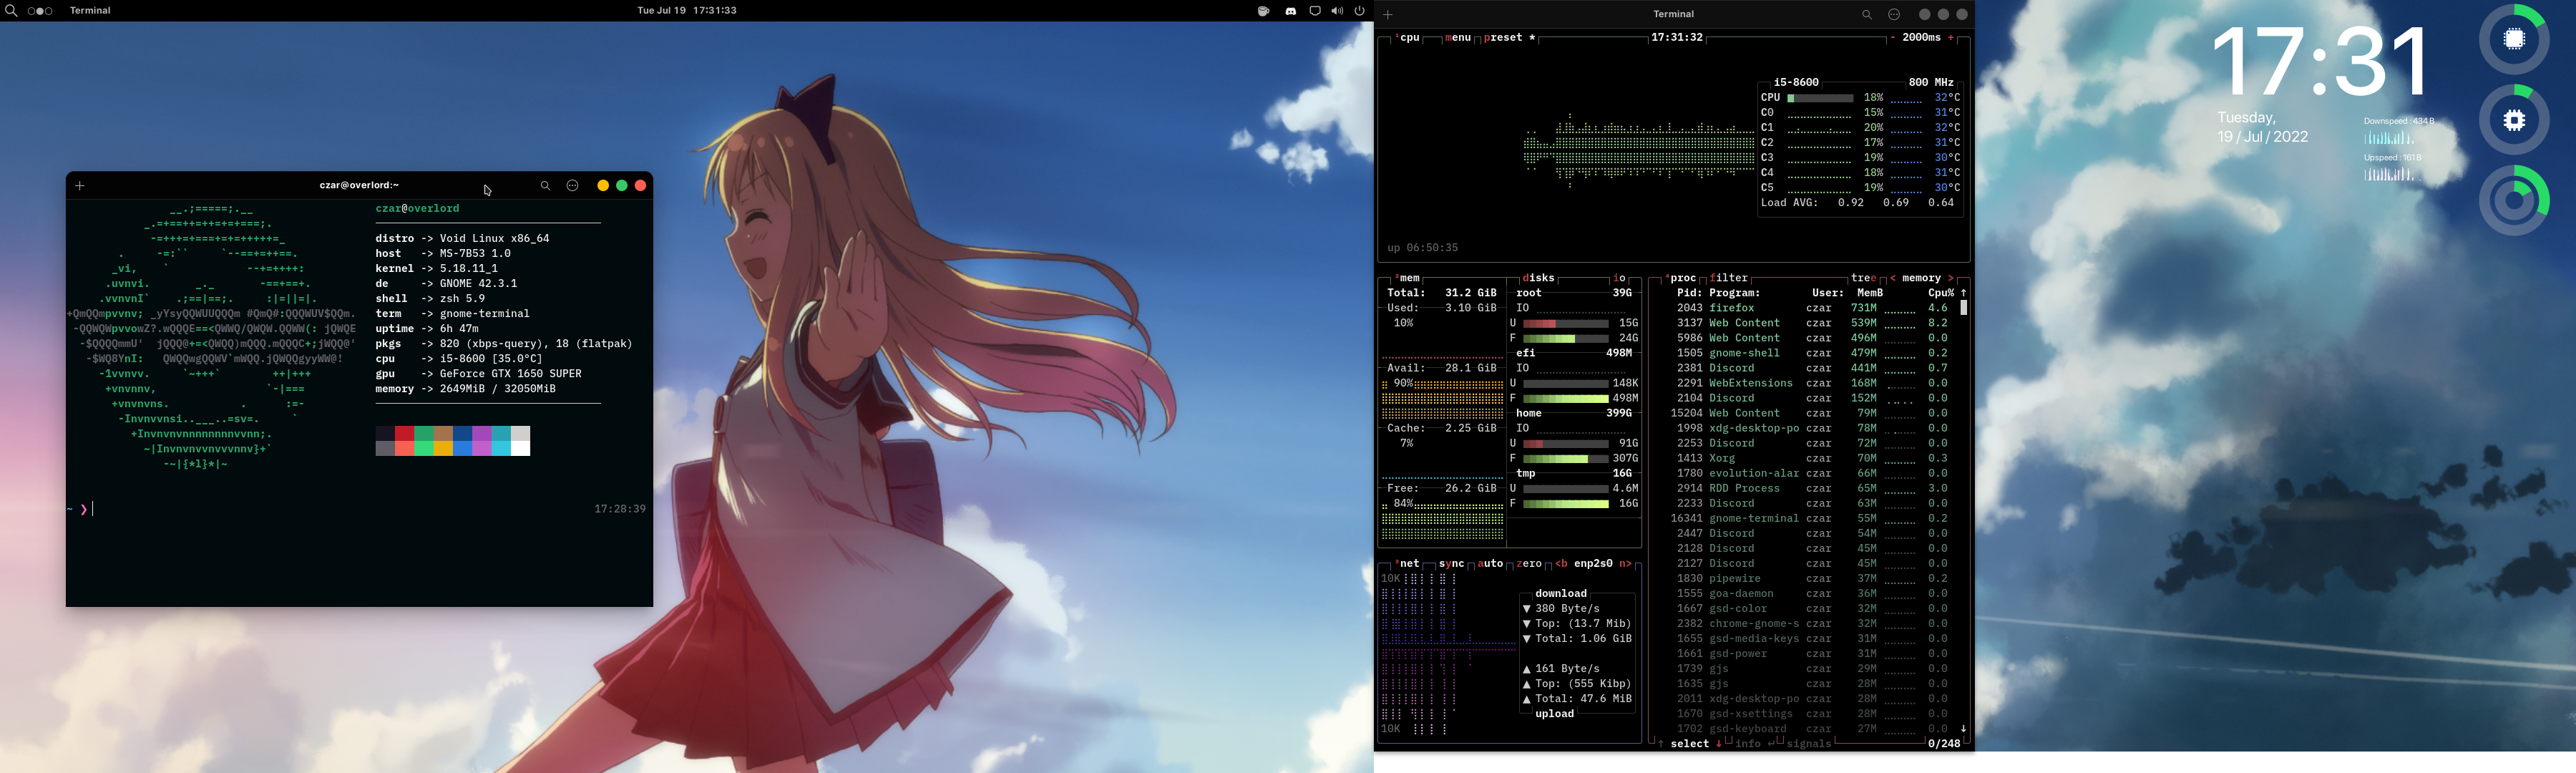 Terminal
Tue Jul 19 17:31:33
czar@overlord:~
czar@overlord
distro -> Void Linux x86_64
host -> MS-7B53 1.0
kernel -> 5.18.11_1
de -> GNOME 42.3.1
shell -> zsh 5.9
term -> gnome-terminal
uptime -> 6h 47m
pkgs -> 820 (xbps-query), 18 (flatpak)
cpu -> i5-8600 [35.0°C]
gpu -> GeForce GTX 1650 SUPER
memory -> 2649MiB / 32050MiB
~ ❯
17:28:39
Terminal
¹cpu menu preset * 17:31:32 - 2000ms +
i5-8600 800 MHz
CPU 18% 32°C
C0 15% 31°C
C1 20% 32°C
C2 17% 31°C
C3 19% 30°C
C4 18% 31°C
C5 19% 30°C
Load AVG: 0.92 0.69 0.64
up 06:50:35
²mem
Total: 31.2 GiB
Used: 3.10 GiB
10%
Avail: 28.1 GiB
90%
Cache: 2.25 GiB
7%
Free: 26.2 GiB
84%
disks io
root 39G
IO
U 15G
F 24G
efi 498M
IO
U 148K
F 498M
home 399G
IO
U 91G
F 307G
tmp 16G
U 4.6M
F 16G
³net sync auto zero <b enp2s0 n>
10K
download
▼ 380 Byte/s
▼ Top: (13.7 Mib)
▼ Total: 1.06 GiB
▲ 161 Byte/s
▲ Top: (555 Kibp)
▲ Total: 47.6 MiB
upload
10K
⁴proc filter tree < memory >
Pid: Program: User: MemB Cpu% ↑
2043 firefox czar 731M 4.6
3137 Web Content czar 539M 8.2
5986 Web Content czar 496M 0.0
1505 gnome-shell czar 479M 0.2
2381 Discord czar 441M 0.7
2291 WebExtensions czar 168M 0.0
2104 Discord czar 152M 0.0
15204 Web Content czar 79M 0.0
1998 xdg-desktop-po czar 78M 0.0
2253 Discord czar 72M 0.0
1413 Xorg czar 70M 0.3
1780 evolution-alar czar 66M 0.0
2914 RDD Process czar 65M 3.0
2233 Discord czar 63M 0.0
16341 gnome-terminal czar 55M 0.2
2447 Discord czar 54M 0.0
2128 Discord czar 45M 0.0
2127 Discord czar 45M 0.0
1830 pipewire czar 37M 0.2
1555 goa-daemon czar 36M 0.0
1667 gsd-color czar 32M 0.0
2382 chrome-gnome-s czar 32M 0.0
1655 gsd-media-keys czar 31M 0.0
1661 gsd-power czar 31M 0.0
1739 gjs czar 29M 0.0
1635 gjs czar 28M 0.0
2011 xdg-desktop-po czar 28M 0.0
1670 gsd-xsettings czar 28M 0.0
1702 gsd-keyboard czar 27M 0.0 ↓
↑ select ↓ info ↵ signals 0/248
17:31
Tuesday,
19 / Jul / 2022
Downspeed : 434 B
Upspeed : 161 B